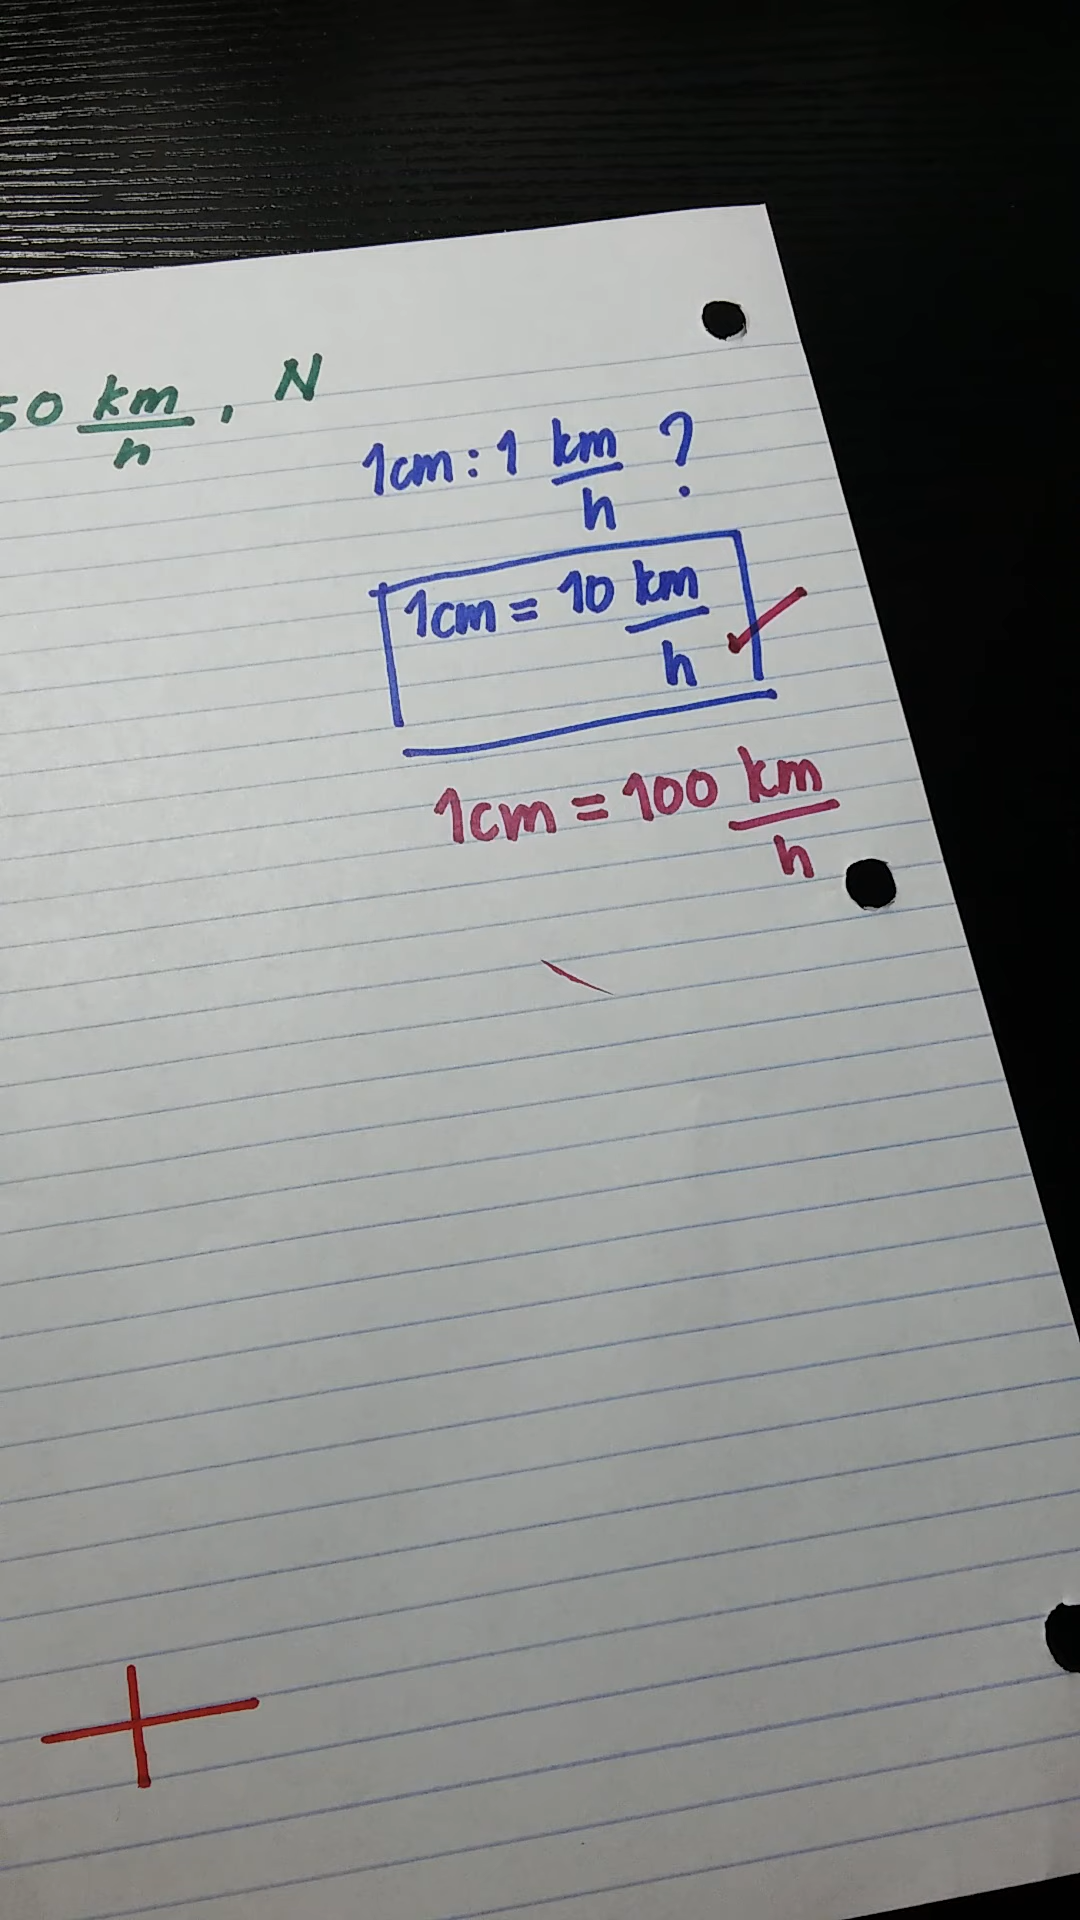 50 km/h, N
1cm : 1 km/h ?
1cm = 10 km/h ✓
1cm = 100 km/h